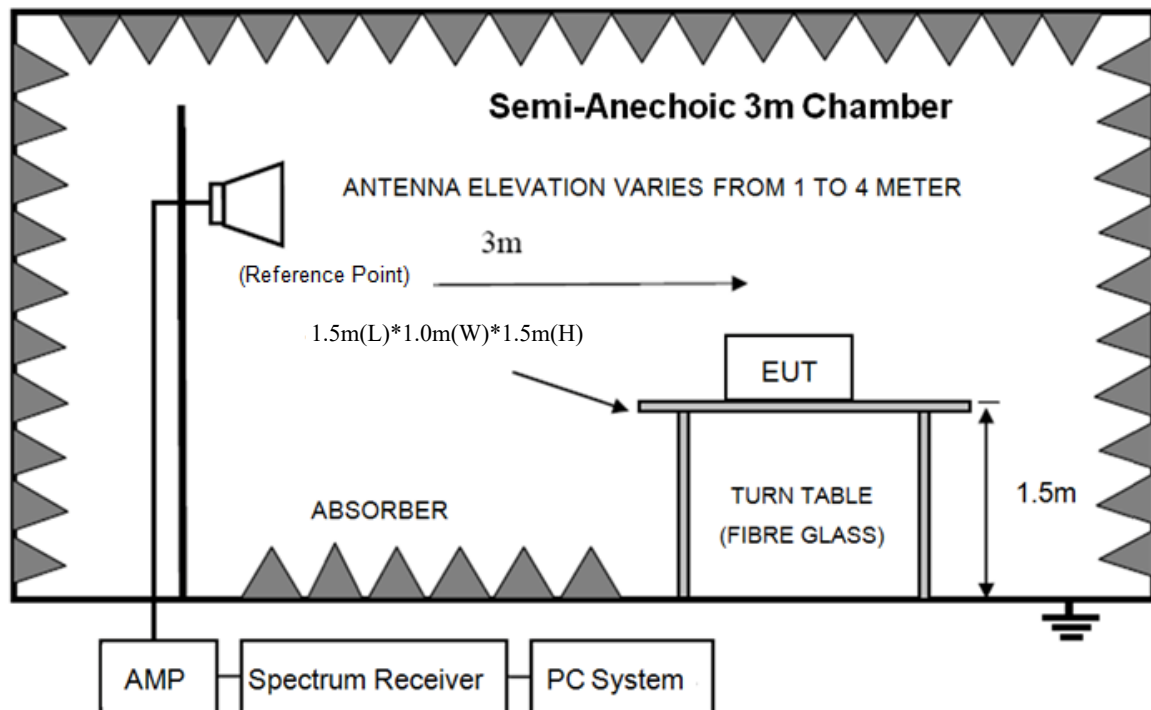 Semi-Anechoic 3m Chamber
ANTENNA ELEVATION VARIES FROM 1 TO 4 METER
3m
(Reference Point)
1.5m(L)*1.0m(W)*1.5m(H)
EUT
TURN TABLE
(FIBRE GLASS)
1.5m
ABSORBER
AMP
Spectrum Receiver
PC System